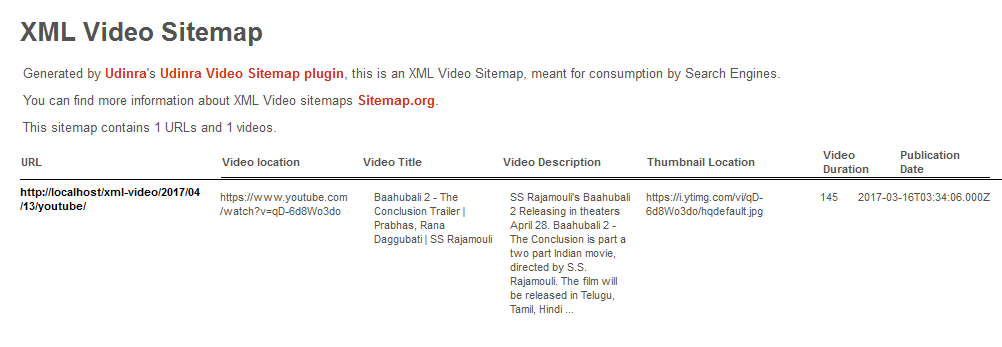 XML Video Sitemap
Generated by Udinra's Udinra Video Sitemap plugin, this is an XML Video Sitemap, meant for consumption by Search Engines.
You can find more information about XML Video sitemaps Sitemap.org.
This sitemap contains 1 URLs and 1 videos.
URL
Video location
Video Title
Video Description
Thumbnail Location
Video
Duration
Publication
Date
http://localhost/xml-video/2017/04
/13/youtube/
https://www.youtube.com
/watch?v=qD-6d8Wo3do
Baahubali 2 - The
Conclusion Trailer |
Prabhas, Rana
Daggubati | SS Rajamouli
SS Rajamouli's Baahubali
2 Releasing in theaters
April 28. Baahubali 2 -
The Conclusion is part a
two part Indian movie,
directed by S.S.
Rajamouli. The film will
be released in Telugu,
Tamil, Hindi ...
https://i.ytimg.com/vi/qD-
6d8Wo3do/hqdefault.jpg
145
2017-03-16T03:34:06.000Z